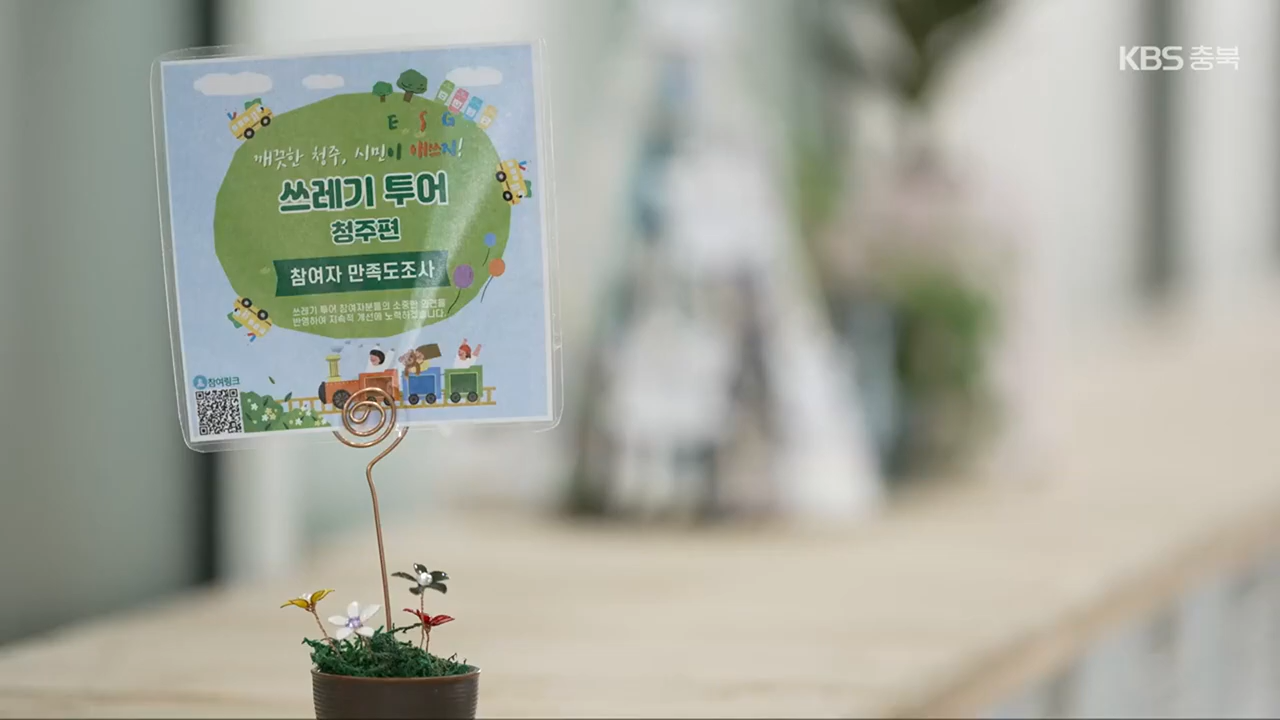 KBS 충북
E S G
깨끗한 청주, 시민이 애쓰지!
쓰레기 투어
청주편
참여자 만족도조사
쓰레기 투어 참여자분들의 소중한 의견을
반영하여 지속적 개선에 노력하겠습니다.
참여링크